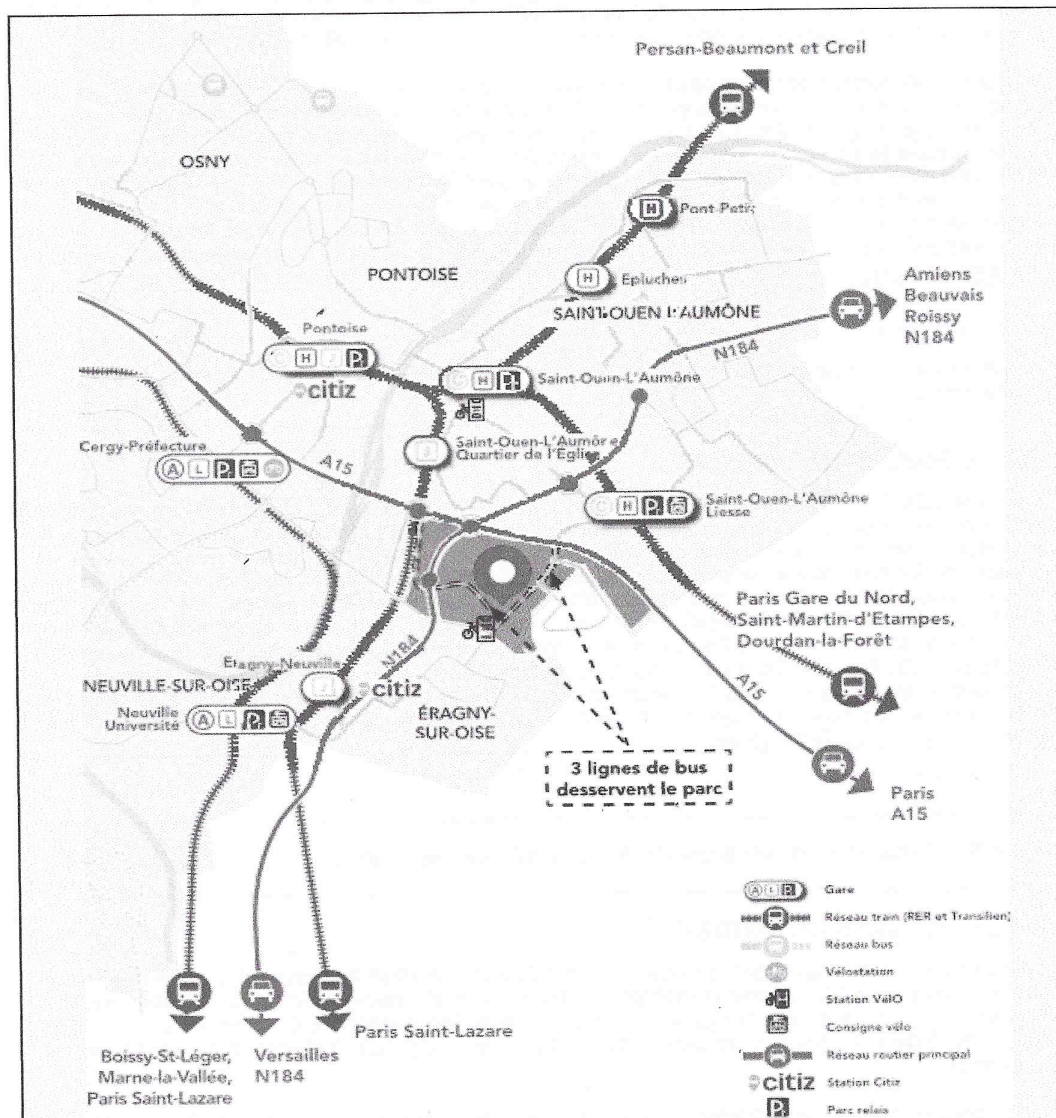 Persan-Beaumont et Creil
OSNY
H
Pont-Petit
PONTOISE
H
Epluches
Amiens
Beauvais
Roissy
N184
SAINT-OUEN L'AUMÔNE
N184
Pontoise
C H J P
citiz
C H P
Saint-Ouen-L'Aumône
Saint-Ouen-L'Aumône
Quartier de l'Église
J
Cergy-Préfecture
A L P
A15
C H P
Saint-Ouen-L'Aumône
Liesse
Paris Gare du Nord,
Saint-Martin-d'Etampes,
Dourdan-la-Forêt
N184
A15
Eragny-Neuville
J
citiz
NEUVILLE-SUR-OISE
Neuville
Université
A L P
ÉRAGNY-
SUR-OISE
3 lignes de bus
desservent le parc
Paris
A15
Paris Saint-Lazare
Boissy-St-Léger,
Marne-la-Vallée,
Paris Saint-Lazare
Versailles
N184
A L P Gare
Réseau train (RER et Transilien)
Réseau bus
Vélostation
Station VélO
Consigne vélo
Réseau routier principal
citiz Station Citiz
P Parc relais